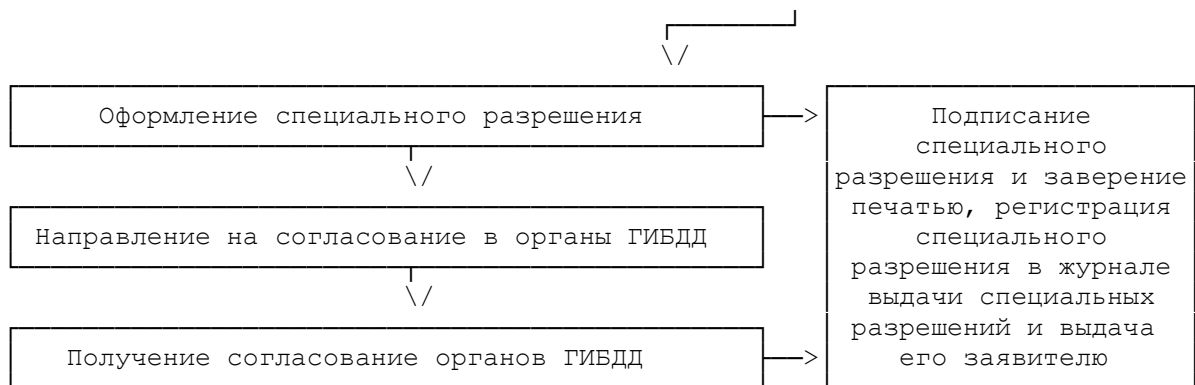 Оформление специального разрешения
Направление на согласование в органы ГИБДД
Получение согласование органов ГИБДД
Подписание
специального
разрешения и заверение
печатью, регистрация
специального
разрешения в журнале
выдачи специальных
разрешений и выдача
его заявителю